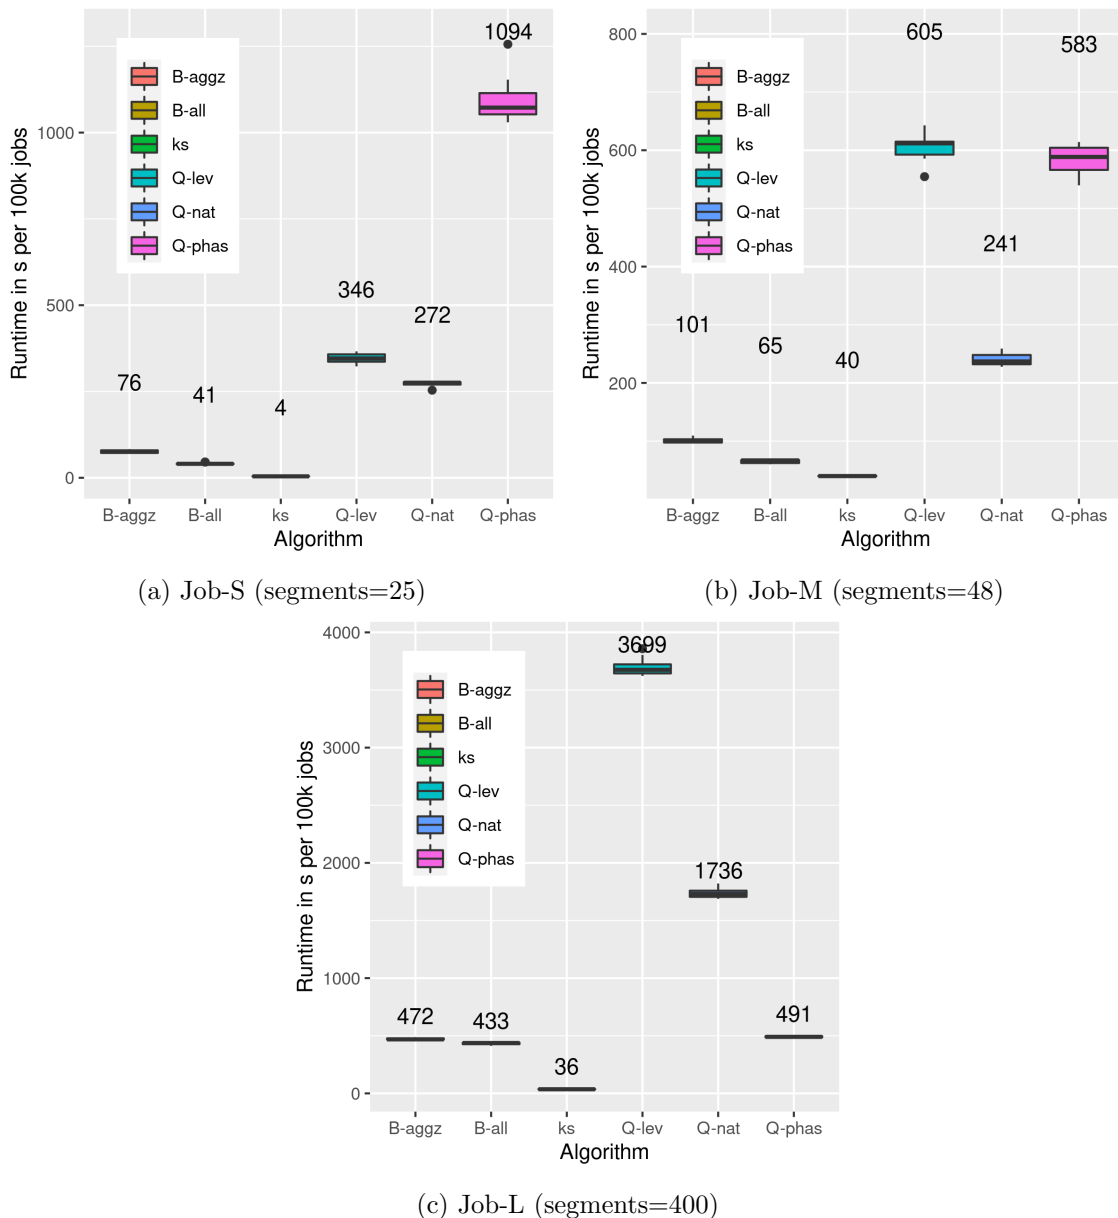 1094
1000
500
0
Runtime in s per 100k jobs
B-aggz
B-all
ks
Q-lev
Q-nat
Q-phas
76
41
4
346
272
B-aggz B-all ks Q-lev Q-nat Q-phas
Algorithm
(a) Job-S (segments=25)
800
600
400
200
Runtime in s per 100k jobs
B-aggz
B-all
ks
Q-lev
Q-nat
Q-phas
101
65
40
605
241
583
B-aggz B-all ks Q-lev Q-nat Q-phas
Algorithm
(b) Job-M (segments=48)
4000
3000
2000
1000
0
Runtime in s per 100k jobs
B-aggz
B-all
ks
Q-lev
Q-nat
Q-phas
472
433
36
3699
1736
491
B-aggz B-all ks Q-lev Q-nat Q-phas
Algorithm
(c) Job-L (segments=400)